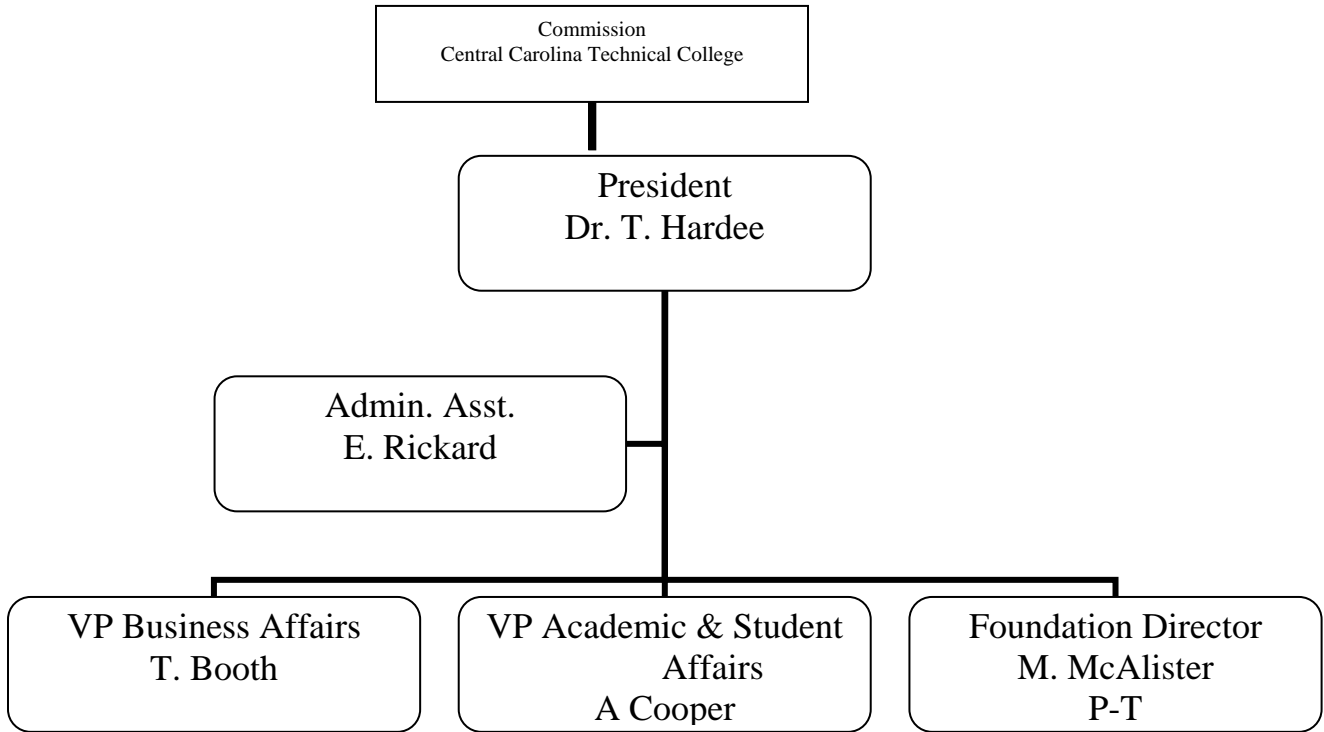 Commission
Central Carolina Technical College
President
Dr. T. Hardee
Admin. Asst.
E. Rickard
VP Business Affairs
T. Booth
VP Academic & Student
Affairs
A Cooper
Foundation Director
M. McAlister
P-T